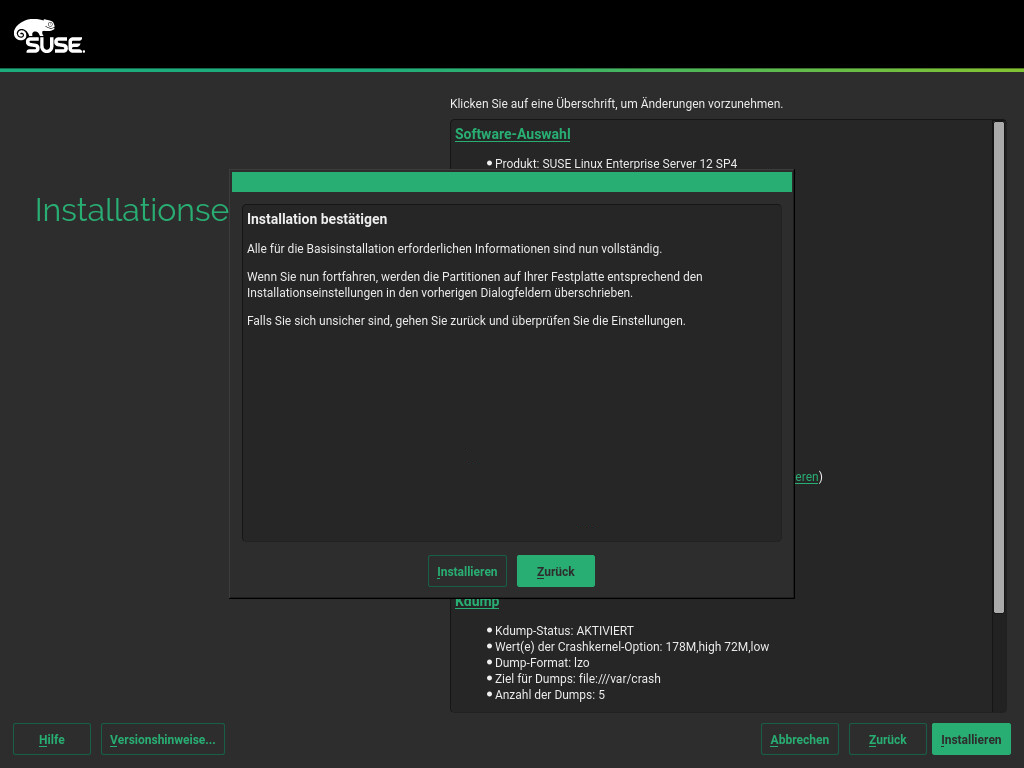 SUSE.
Klicken Sie auf eine Überschrift, um Änderungen vorzunehmen.
Software-Auswahl
Produkt: SUSE Linux Enterprise Server 12 SP4
Installationse
Installation bestätigen
Alle für die Basisinstallation erforderlichen Informationen sind nun vollständig.
Wenn Sie nun fortfahren, werden die Partitionen auf Ihrer Festplatte entsprechend den
Installationseinstellungen in den vorherigen Dialogfeldern überschrieben.
Falls Sie sich unsicher sind, gehen Sie zurück und überprüfen Sie die Einstellungen.
eren)
Installieren Zurück
Kdump
Kdump-Status: AKTIVIERT
Wert(e) der Crashkernel-Option: 178M,high 72M,low
Dump-Format: lzo
Ziel für Dumps: file:///var/crash
Anzahl der Dumps: 5
Hilfe Versionshinweise... Abbrechen Zurück Installieren